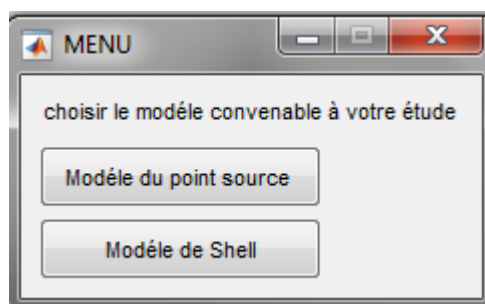 MENU
choisir le modéle convenable à votre étude
Modéle du point source
Modéle de Shell